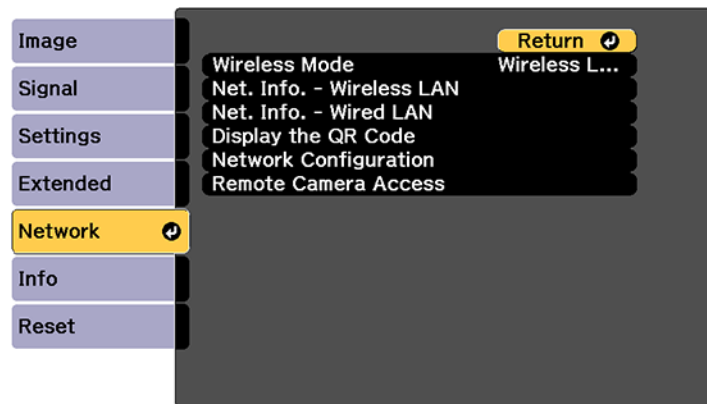 Image
Signal
Settings
Extended
Network
Info
Reset
Return
Wireless Mode Wireless L...
Net. Info. - Wireless LAN
Net. Info. - Wired LAN
Display the QR Code
Network Configuration
Remote Camera Access